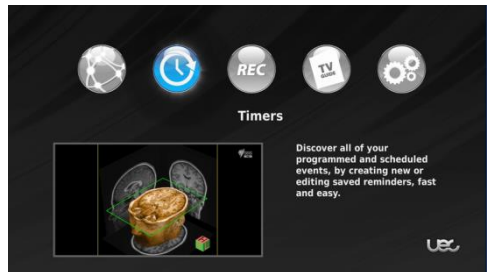 REC
TV
GUIDE
Timers
Discover all of your
programmed and scheduled
events, by creating new or
editing saved reminders, fast
and easy.
UEC